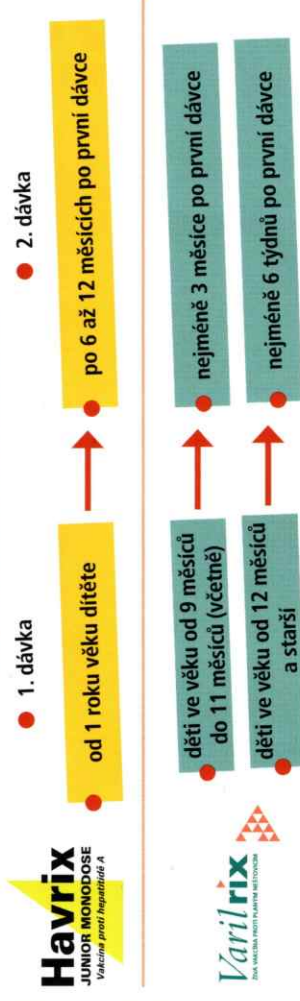 Havrix
JUNIOR MONODOSE
Vakcína proti hepatitidě A
1. dávka
2. dávka
od 1 roku věku dítěte
po 6 až 12 měsících po první dávce
Varilrix
ŽIVÁ VAKCÍNA PROTI PLANÝM NEŠTOVICÍM
děti ve věku od 9 měsíců
do 11 měsíců (včetně)
nejméně 3 měsíce po první dávce
děti ve věku od 12 měsíců
a starší
nejméně 6 týdnů po první dávce